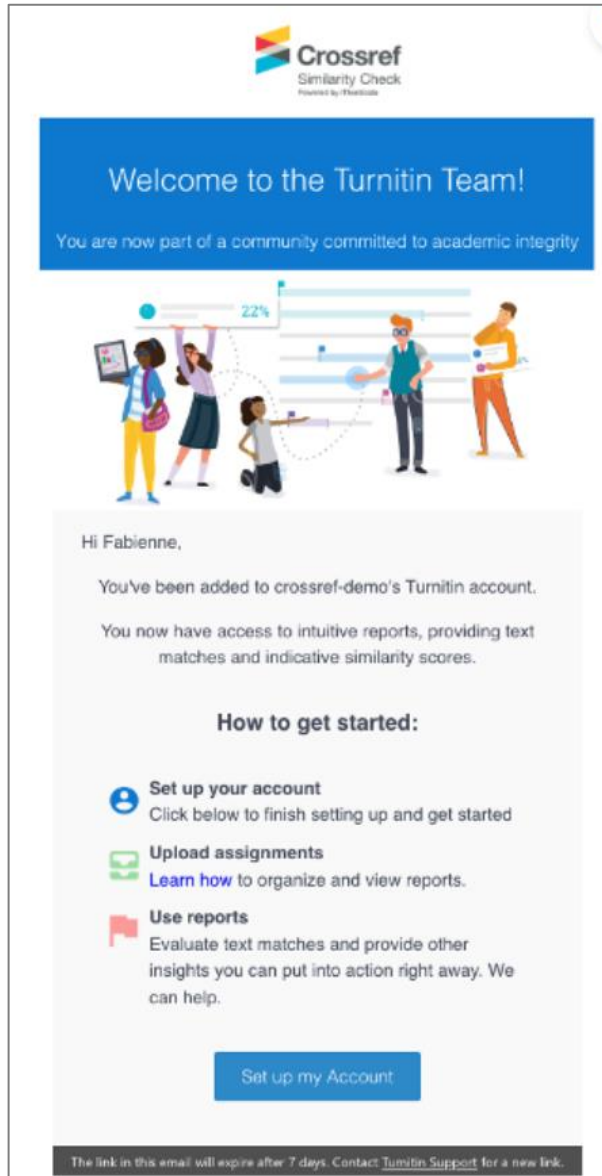 Crossref
Similarity Check
Powered by iThenticate
Welcome to the Turnitin Team!
You are now part of a community committed to academic integrity
22%
Hi Fabienne,
You've been added to crossref-demo's Turnitin account.
You now have access to intuitive reports, providing text
matches and indicative similarity scores.
How to get started:
Set up your account
Click below to finish setting up and get started
Upload assignments
Learn how to organize and view reports.
Use reports
Evaluate text matches and provide other
insights you can put into action right away. We
can help.
Set up my Account
The link in this email will expire after 7 days. Contact Turnitin Support for a new link.